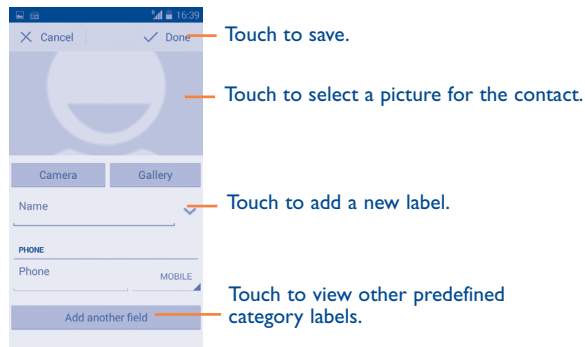 16:39
Cancel
Done
Touch to save.
Touch to select a picture for the contact.
Camera
Gallery
Name
Touch to add a new label.
PHONE
Phone
MOBILE
Touch to view other predefined
category labels.
Add another field